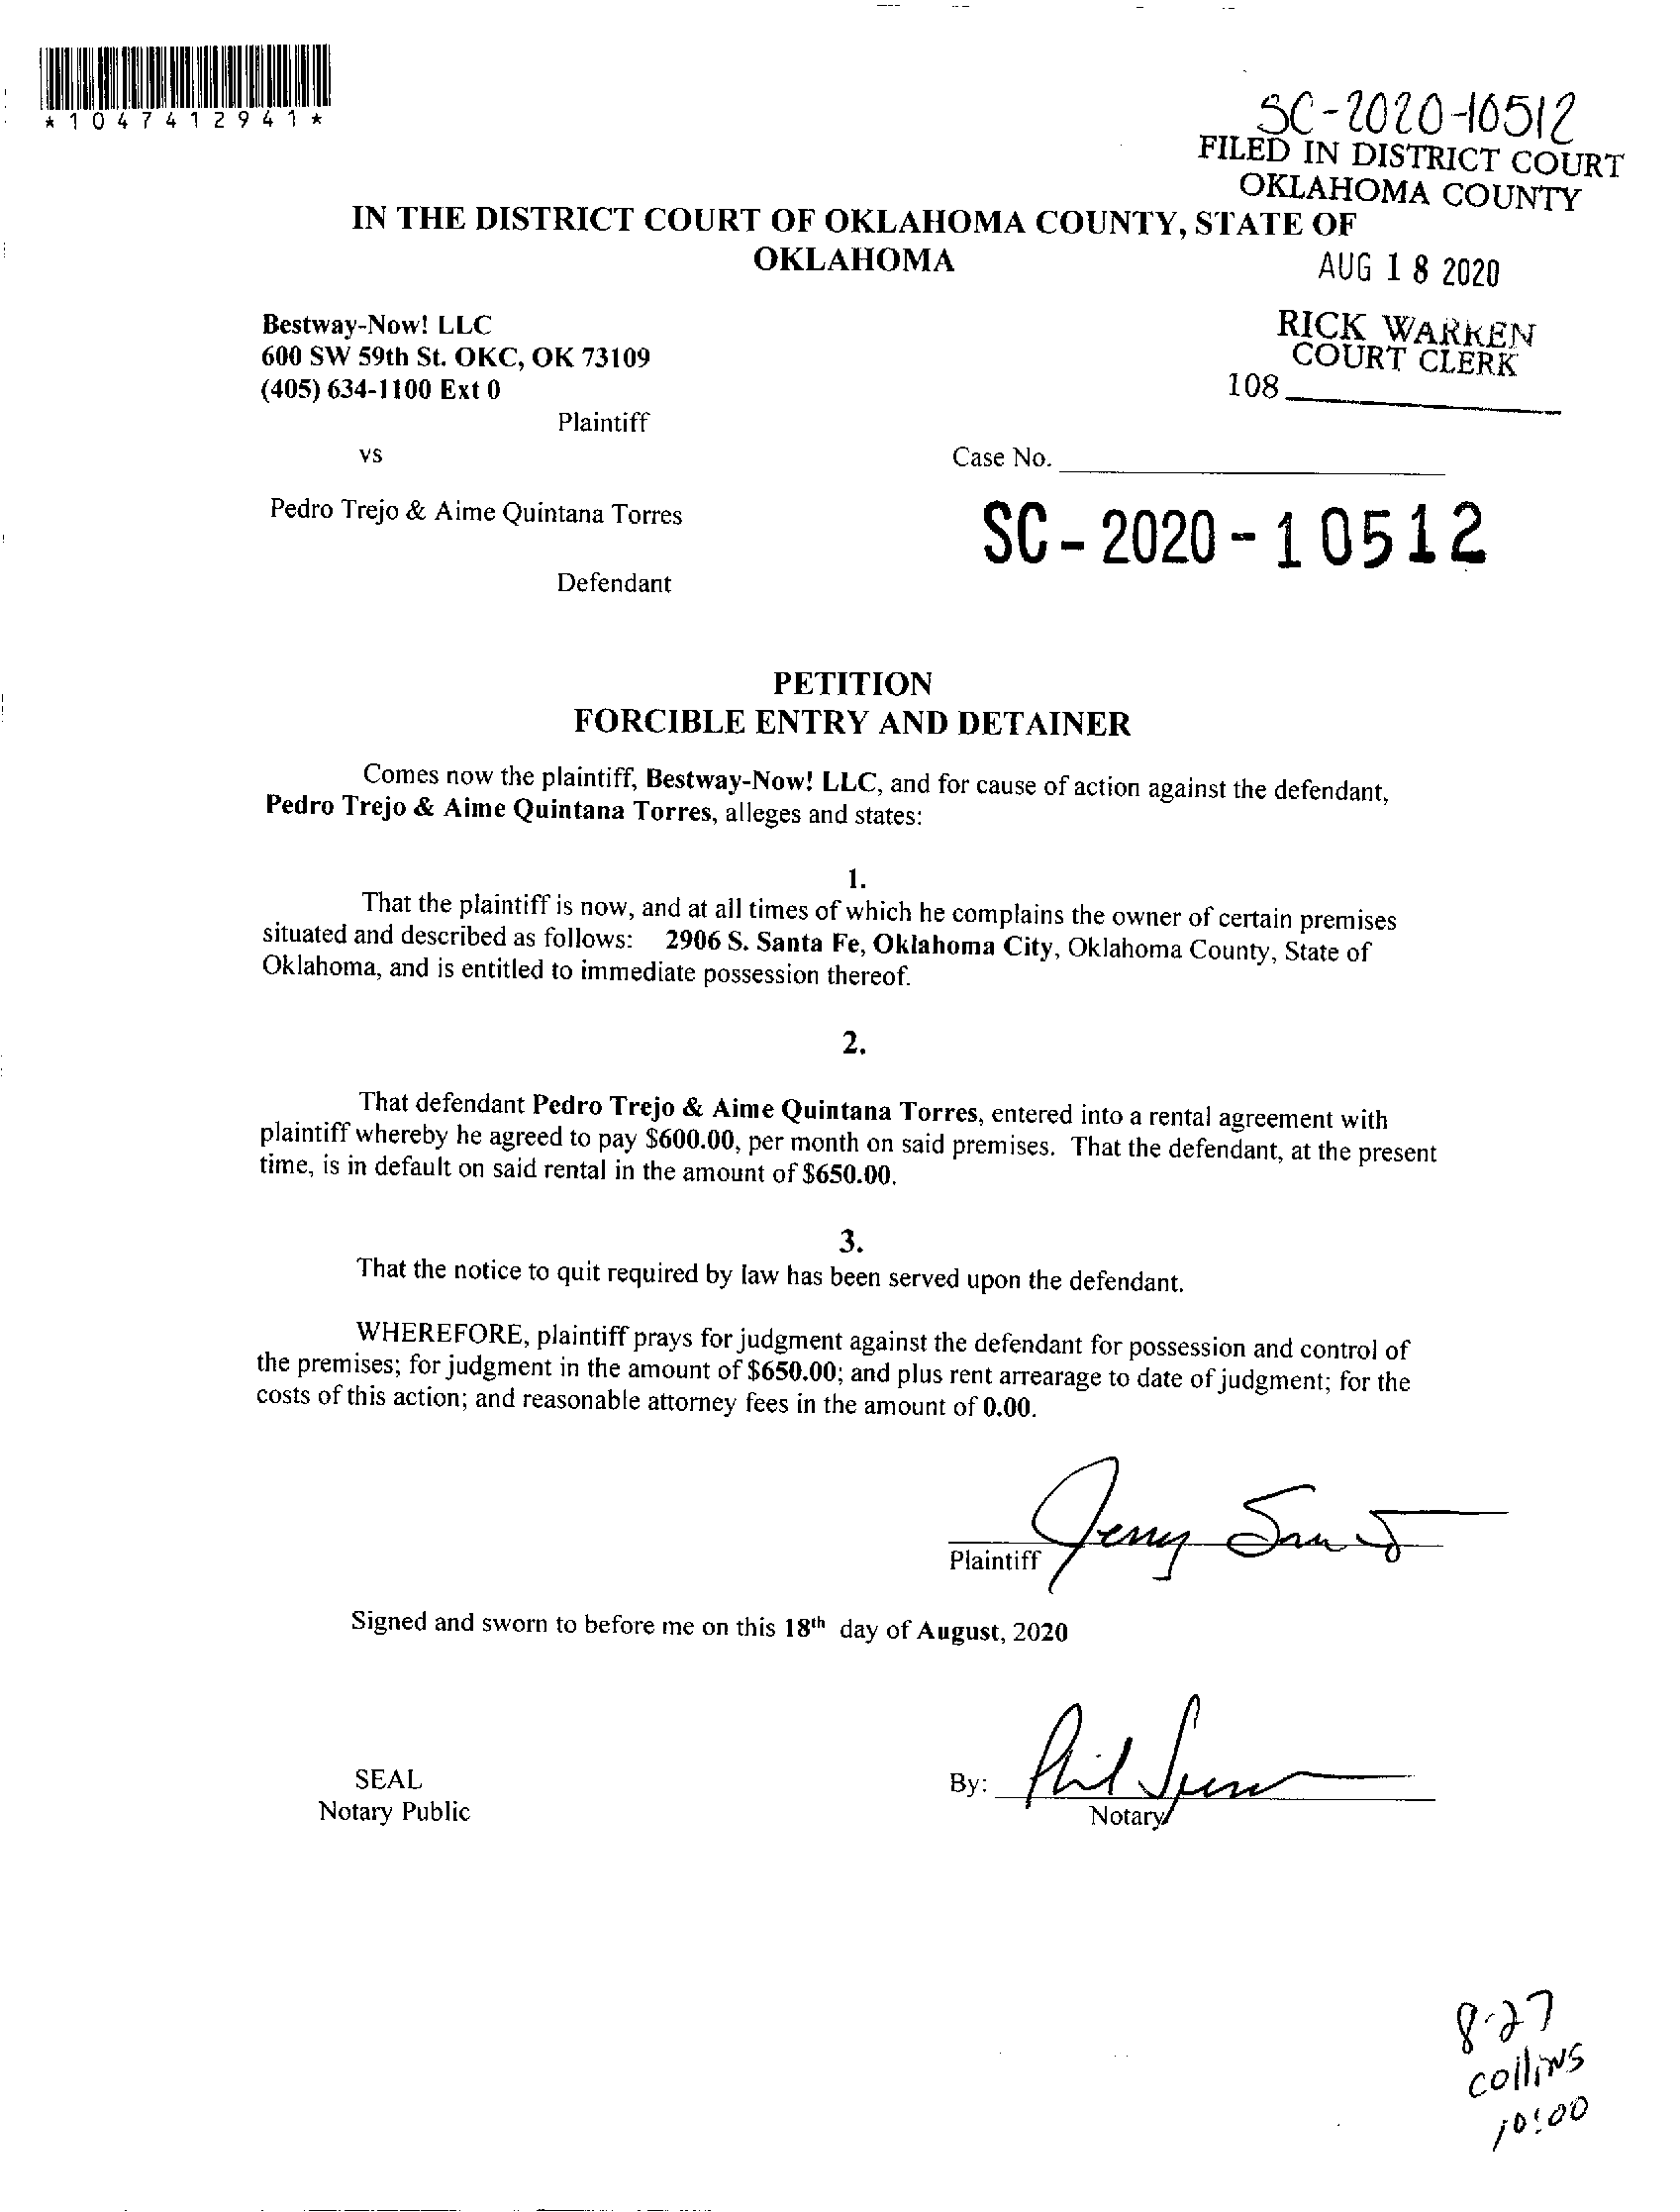 *1047412941*
SC-2020-10512
FILED IN DISTRICT COURT
OKLAHOMA COUNTY
IN THE DISTRICT COURT OF OKLAHOMA COUNTY, STATE OF
OKLAHOMA
AUG 18 2020
Bestway-Now! LLC
600 SW 59th St. OKC, OK 73109
(405) 634-1100 Ext 0
RICK WARREN
COURT CLERK
108
Plaintiff
vs
Case No.
Pedro Trejo & Aime Quintana Torres
SC-2020-10512
Defendant
PETITION
FORCIBLE ENTRY AND DETAINER
Comes now the plaintiff, Bestway-Now! LLC, and for cause of action against the defendant,
Pedro Trejo & Aime Quintana Torres, alleges and states:
1.
That the plaintiff is now, and at all times of which he complains the owner of certain premises
situated and described as follows: 2906 S. Santa Fe, Oklahoma City, Oklahoma County, State of
Oklahoma, and is entitled to immediate possession thereof.
2.
That defendant Pedro Trejo & Aime Quintana Torres, entered into a rental agreement with
plaintiff whereby he agreed to pay $600.00, per month on said premises. That the defendant, at the present
time, is in default on said rental in the amount of $650.00.
3.
That the notice to quit required by law has been served upon the defendant.
WHEREFORE, plaintiff prays for judgment against the defendant for possession and control of
the premises; for judgment in the amount of $650.00; and plus rent arrearage to date of judgment; for the
costs of this action; and reasonable attorney fees in the amount of 0.00.
Jerry
Plaintiff
Signed and sworn to before me on this 18th day of August, 2020
SEAL
Notary Public
By: Phil
Notary
8-27
collins
10:00